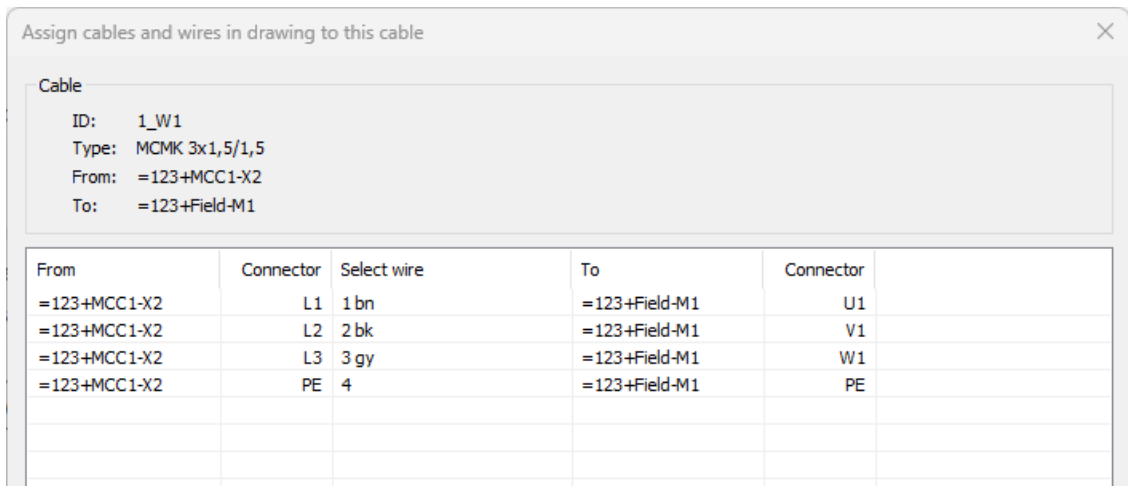 Assign cables and wires in drawing to this cable
Cable
ID: 1_W1
Type: MCMK 3x1,5/1,5
From: =123+MCC1-X2
To: =123+Field-M1
From Connector Select wire To Connector
=123+MCC1-X2 L1 1 bn =123+Field-M1 U1
=123+MCC1-X2 L2 2 bk =123+Field-M1 V1
=123+MCC1-X2 L3 3 gy =123+Field-M1 W1
=123+MCC1-X2 PE 4 =123+Field-M1 PE